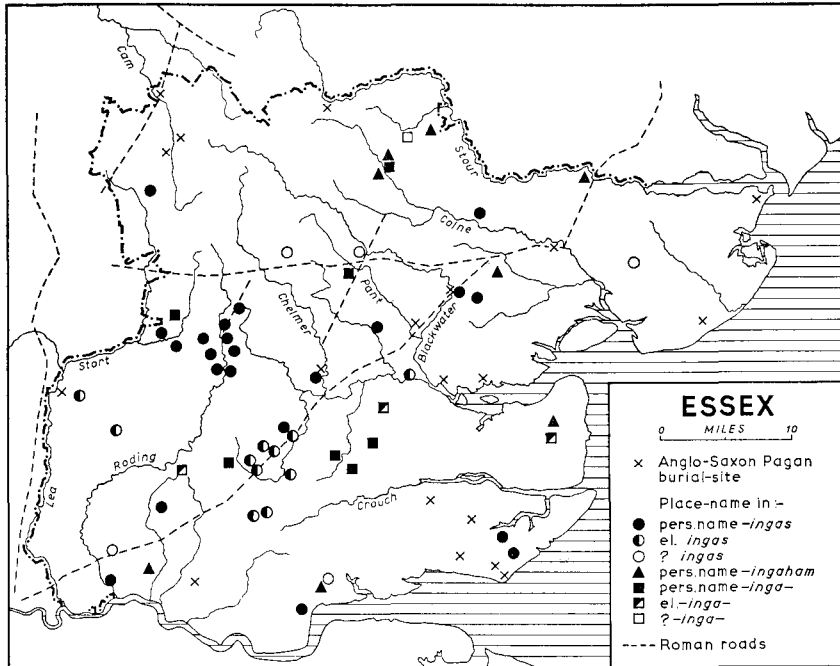 Cam
Stour
Colne
Pant
Chelmer
Blackwater
Stort
Roding
Lea
Crouch
ESSEX
0 MILES 10
× Anglo-Saxon Pagan
burial-site
Place-name in:-
● pers.name-ingas
◐ el. ingas
○ ? ingas
▲ pers.name-ingaham
■ pers.name-inga-
◪ el.-inga-
□ ?-inga-
---- Roman roads